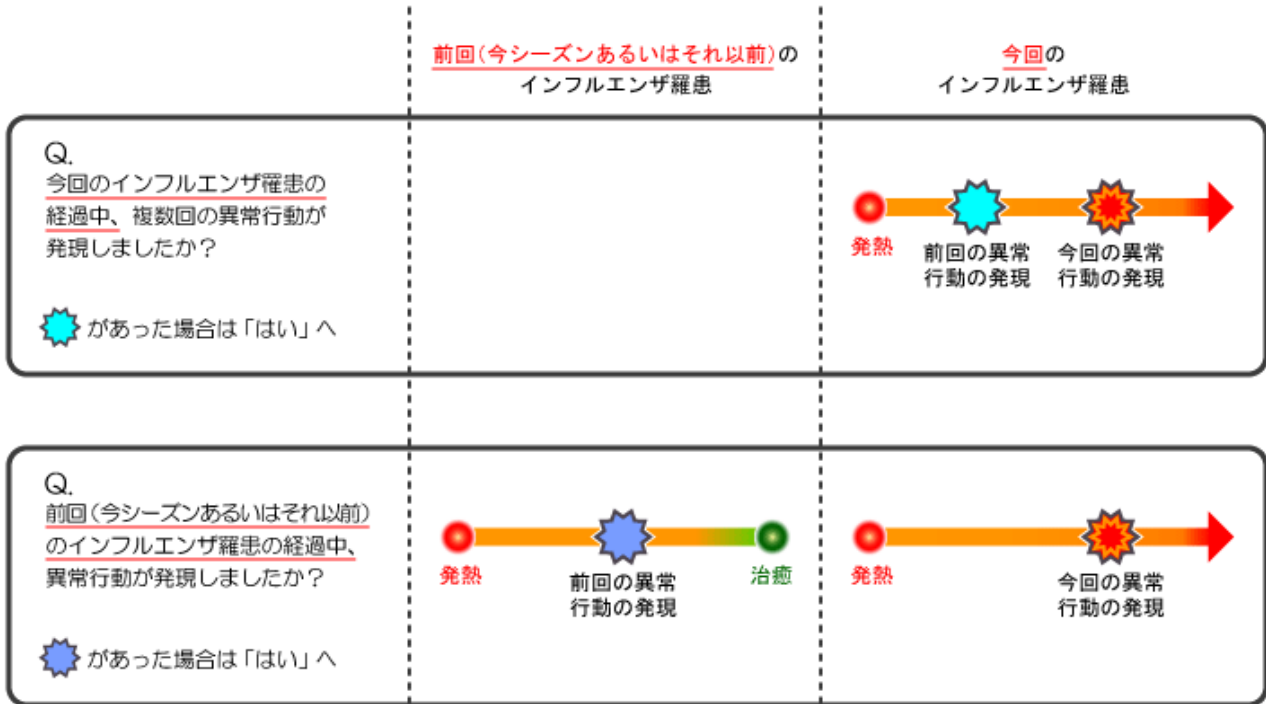 前回(今シーズンあるいはそれ以前)の
インフルエンザ罹患
今回の
インフルエンザ罹患
Q.
今回のインフルエンザ罹患の
経過中、複数回の異常行動が
発現しましたか？
があった場合は「はい」へ
発熱
前回の異常
行動の発現
今回の異常
行動の発現
Q.
前回(今シーズンあるいはそれ以前)
のインフルエンザ罹患の経過中、
異常行動が発現しましたか？
があった場合は「はい」へ
発熱
前回の異常
行動の発現
治癒
発熱
今回の異常
行動の発現